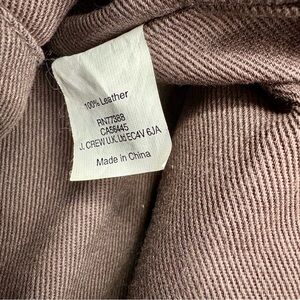 100% Leather
RN77388
CA56445
J. CREW U.K. Ltd EC4V 6JA
Made in China